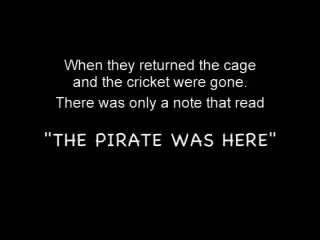 When they returned the cage
and the cricket were gone.
There was only a note that read
"THE PIRATE WAS HERE"